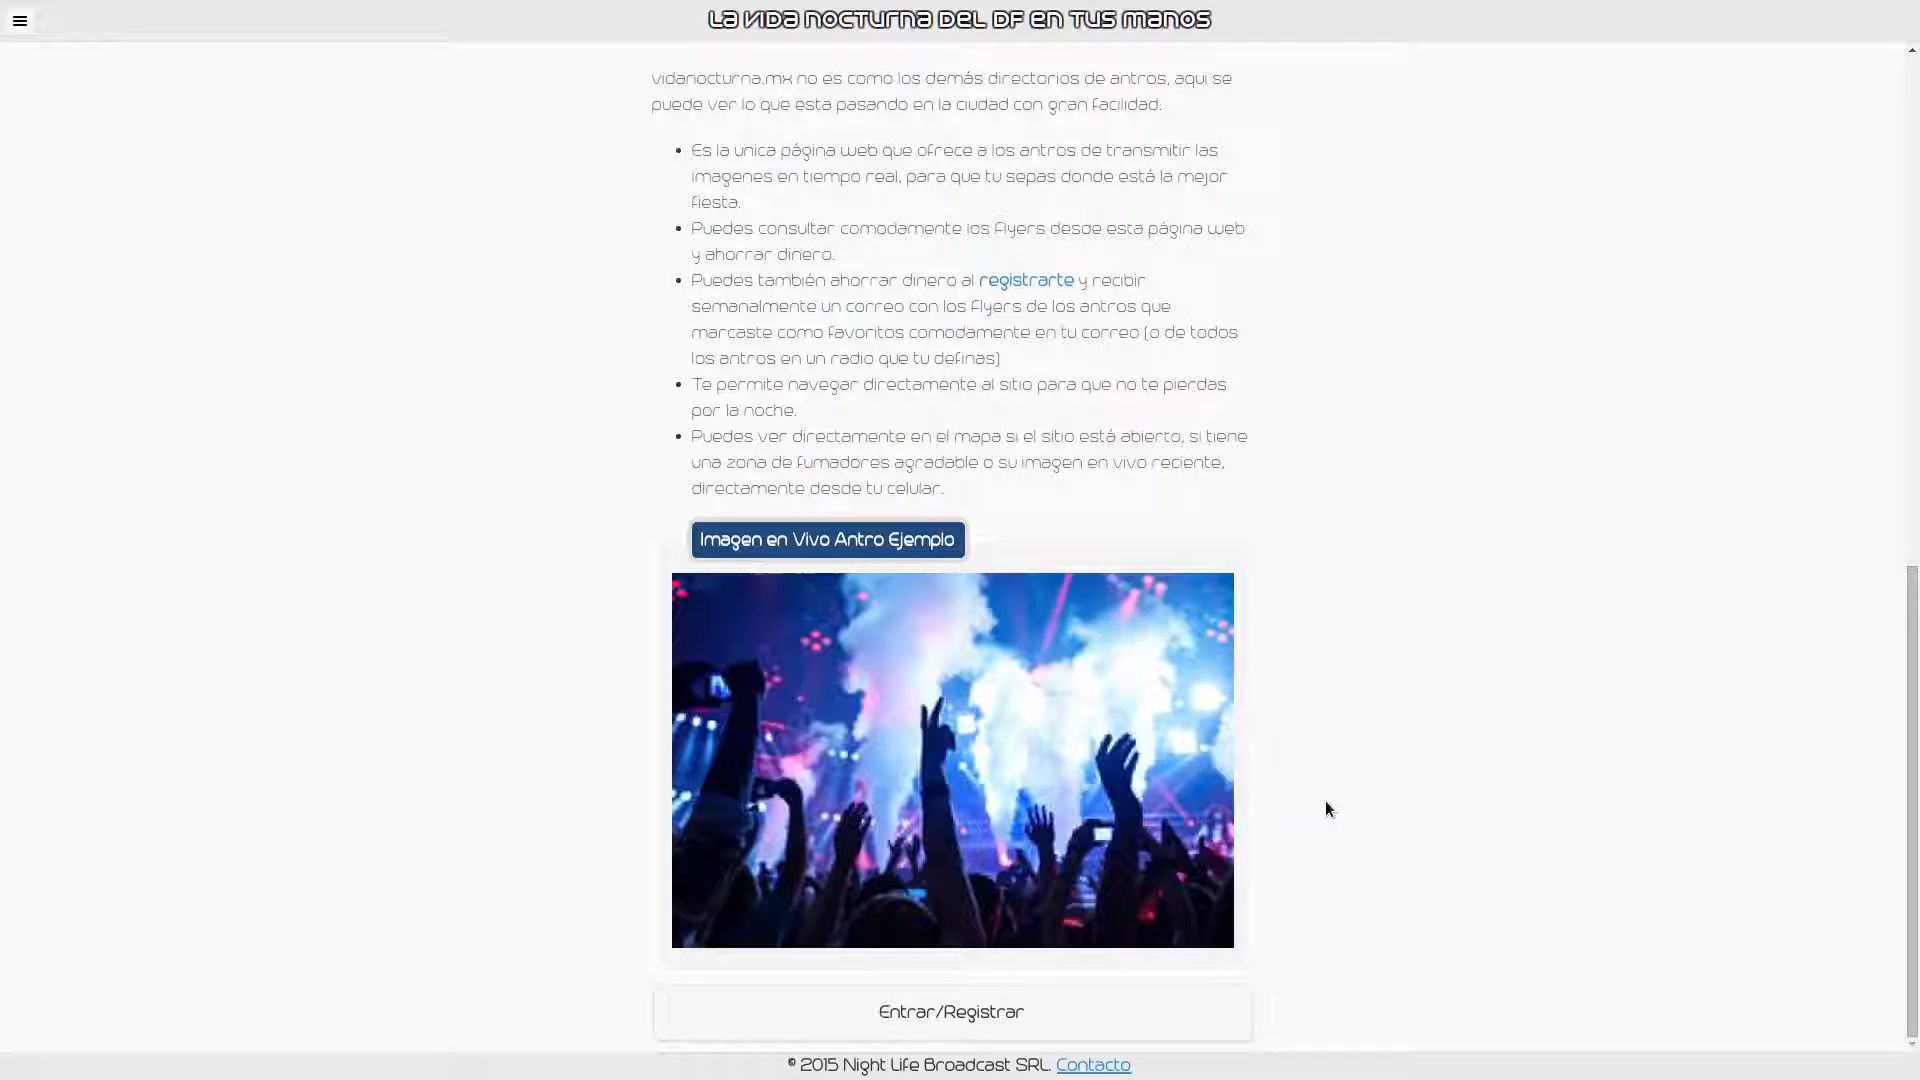 La vida nocturna del DF en tus manos
vidanocturna.mx no es como los demás directorios de antros, aqui se
puede ver lo que esta pasando en la ciudad con gran facilidad:
Es la unica página web que ofrece a los antros de transmitir las
imagenes en tiempo real, para que tu sepas donde está la mejor
fiesta.
Puedes consultar comodamente los flyers desde esta página web
y ahorrar dinero.
Puedes también ahorrar dinero al registrarte y recibir
semanalmente un correo con los flyers de los antros que
marcaste como favoritos comodamente en tu correo (o de todos
los antros en un radio que tu definas)
Te permite navegar directamente al sitio para que no te pierdas
por la noche.
Puedes ver directamente en el mapa si el sitio está abierto, si tiene
una zona de fumadores agradable o su imagen en vivo reciente,
directamente desde tu celular.
Imagen en Vivo Antro Ejemplo
Entrar/Registrar
© 2015 Night Life Broadcast SRL. Contacto